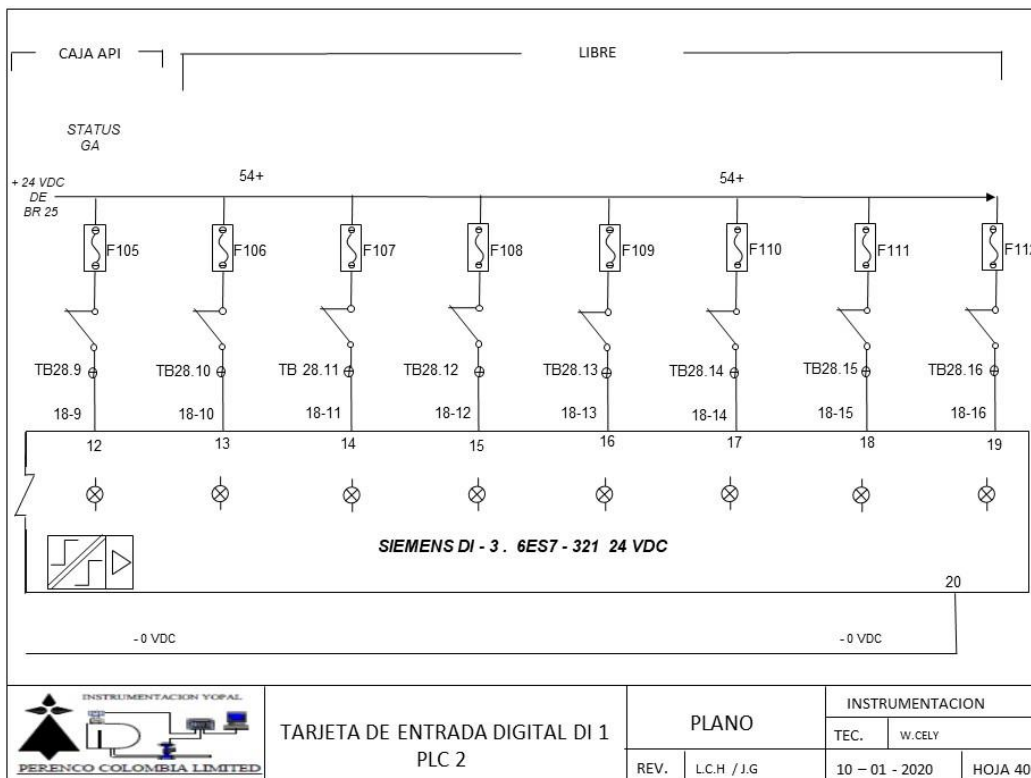 CAJA API
LIBRE
STATUS
GA
+ 24 VDC
DE
BR 25
54+
54+
F105
F106
F107
F108
F109
F110
F111
F112
TB28.9
TB28.10
TB 28.11
TB28.12
TB28.13
TB28.14
TB28.15
TB28.16
18-9
18-10
18-11
18-12
18-13
18-14
18-15
18-16
12
13
14
15
16
17
18
19
SIEMENS DI - 3 . 6ES7 - 321 24 VDC
20
- 0 VDC
- 0 VDC
INSTRUMENTACION YOPAL
PERENCO COLOMBIA LIMITED
TARJETA DE ENTRADA DIGITAL DI 1
PLC 2
PLANO
REV.
L.C.H / J.G
INSTRUMENTACION
TEC.
W.CELY
10 – 01 - 2020
HOJA 40